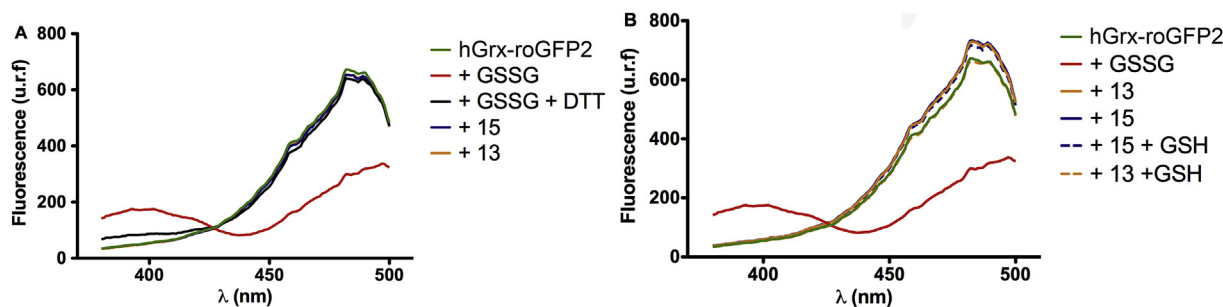 A
Fluorescence (u.r.f)
800
600
400
200
0
400
450
500
λ (nm)
hGrx-roGFP2
+ GSSG
+ GSSG + DTT
+ 15
+ 13
B
Fluorescence (u.r.f)
800
600
400
200
0
400
450
500
λ (nm)
hGrx-roGFP2
+ GSSG
+ 13
+ 15
+ 15 + GSH
+ 13 +GSH